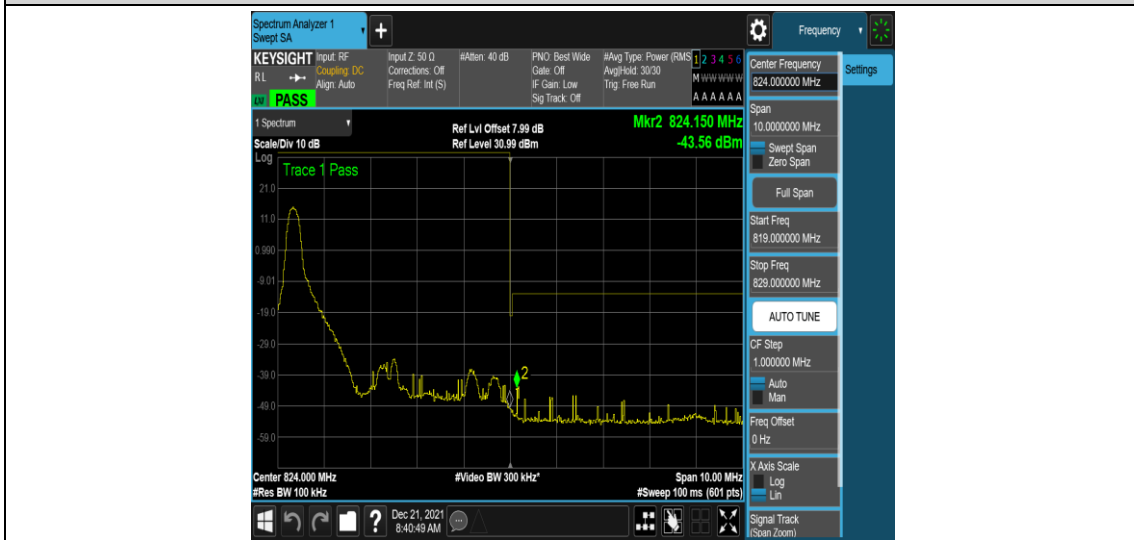 Spectrum Analyzer 1
Swept SA
+
Frequency
KEYSIGHT
RL
LXI
PASS
Input: RF
Coupling: DC
Align: Auto
Input Z: 50 Ω
Corrections: Off
Freq Ref: Int (S)
#Atten: 40 dB
PNO: Best Wide
Gate: Off
IF Gain: Low
Sig Track: Off
#Avg Type: Power (RMS
Avg|Hold: 30/30
Trig: Free Run
1 2 3 4 5 6
M W W W W W
A A A A A A
1 Spectrum
Scale/Div 10 dB
Ref Lvl Offset 7.99 dB
Ref Level 30.99 dBm
Mkr2 824.150 MHz
-43.56 dBm
Log
Trace 1 Pass
21.0
11.0
0.990
-9.01
-19.0
-29.0
-39.0
-49.0
-59.0
2
Center 824.000 MHz
#Res BW 100 kHz
#Video BW 300 kHz*
Span 10.00 MHz
#Sweep 100 ms (601 pts)
?
Dec 21, 2021
8:40:49 AM
Center Frequency
824.000000 MHz
Settings
Span
10.0000000 MHz
Swept Span
Zero Span
Full Span
Start Freq
819.000000 MHz
Stop Freq
829.000000 MHz
AUTO TUNE
CF Step
1.000000 MHz
Auto
Man
Freq Offset
0 Hz
X Axis Scale
Log
Lin
Signal Track
(Span Zoom)